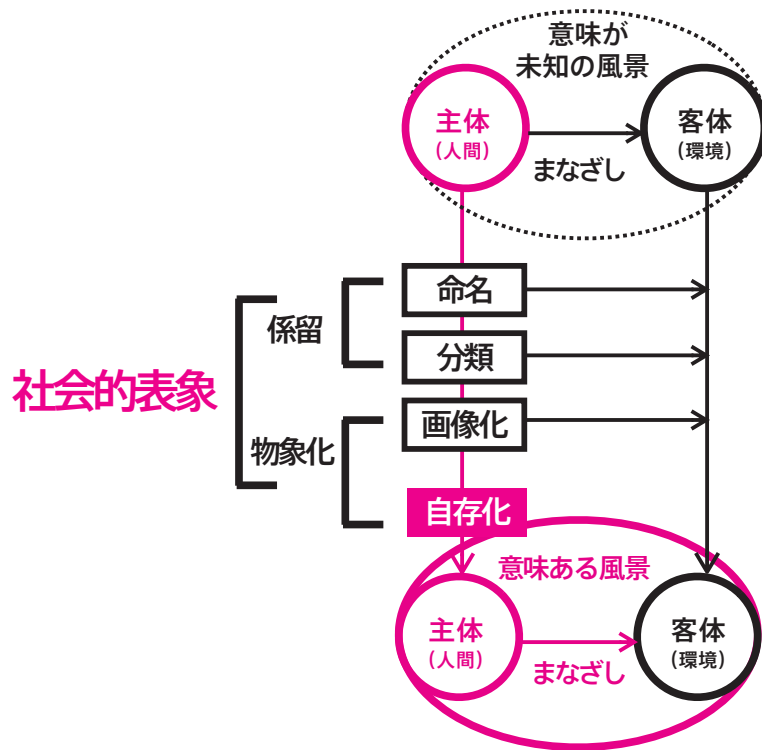 意味が
未知の風景
主体
(人間)
客体
(環境)
まなざし
命名
係留
分類
社会的表象
画像化
物象化
自存化
意味ある風景
主体
(人間)
客体
(環境)
まなざし